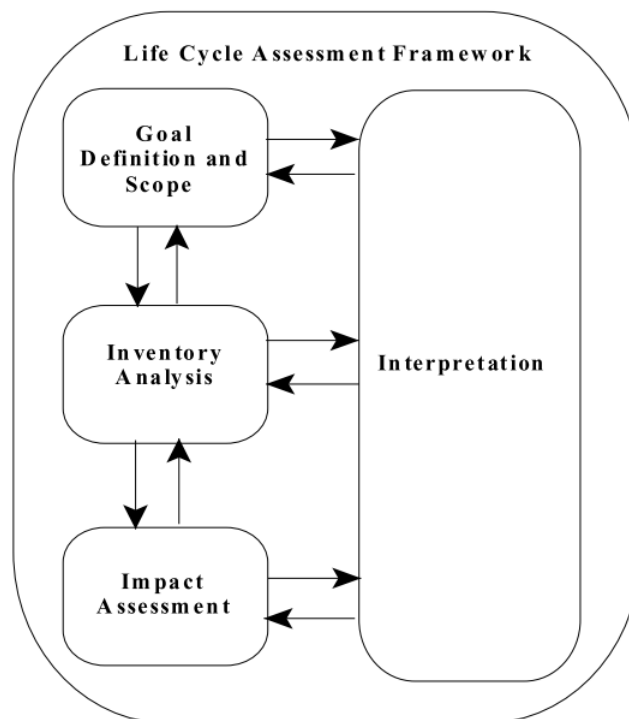 Life Cycle Assessment Framework
Goal
Definition and
Scope
Inventory
Analysis
Interpretation
Impact
Assessment